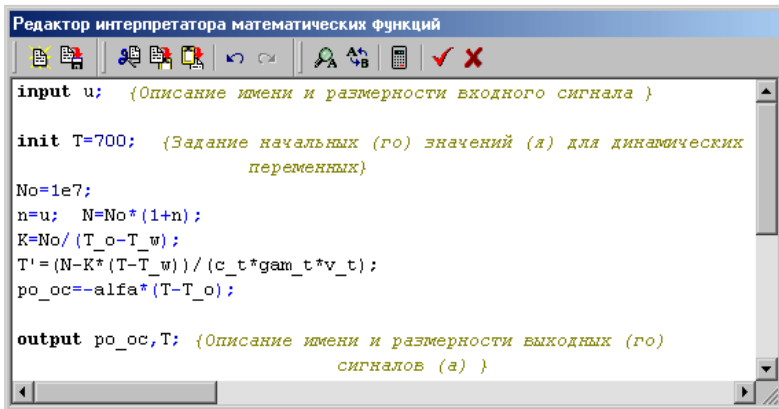 Редактор интерпретатора математических функций
input u; {Описание имени и размерности входного сигнала }
init T=700; {Задание начальных (го) значений (я) для динамических
переменных}
No=1e7;
n=u; N=No*(1+n);
K=No/(T_o-T_w);
T'=(N-K*(T-T_w))/(c_t*gam_t*v_t);
po_oc=-alfa*(T-T_o);
output po_oc,T; {Описание имени и размерности выходных (го)
сигналов (а) }